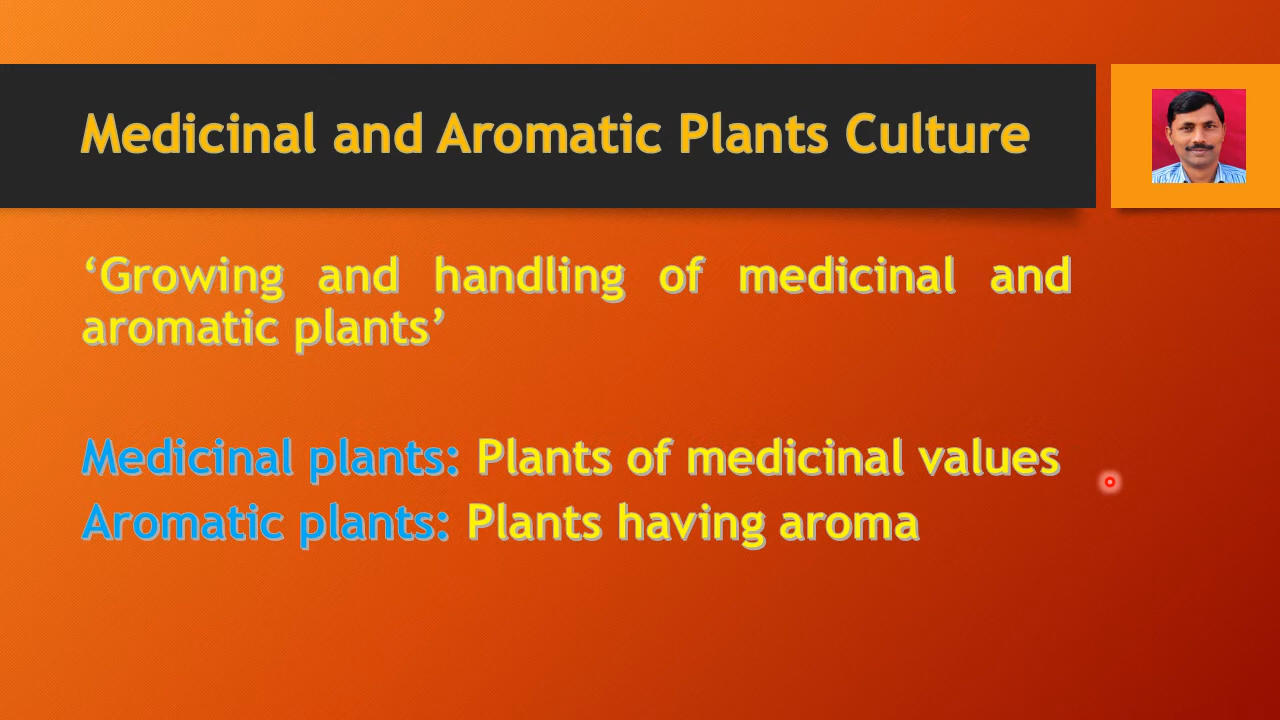 Medicinal and Aromatic Plants Culture
‘Growing and handling of medicinal and
aromatic plants’
Medicinal plants: Plants of medicinal values
Aromatic plants: Plants having aroma